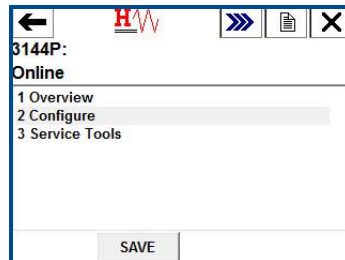 H
3144P:
Online
1 Overview
2 Configure
3 Service Tools
SAVE